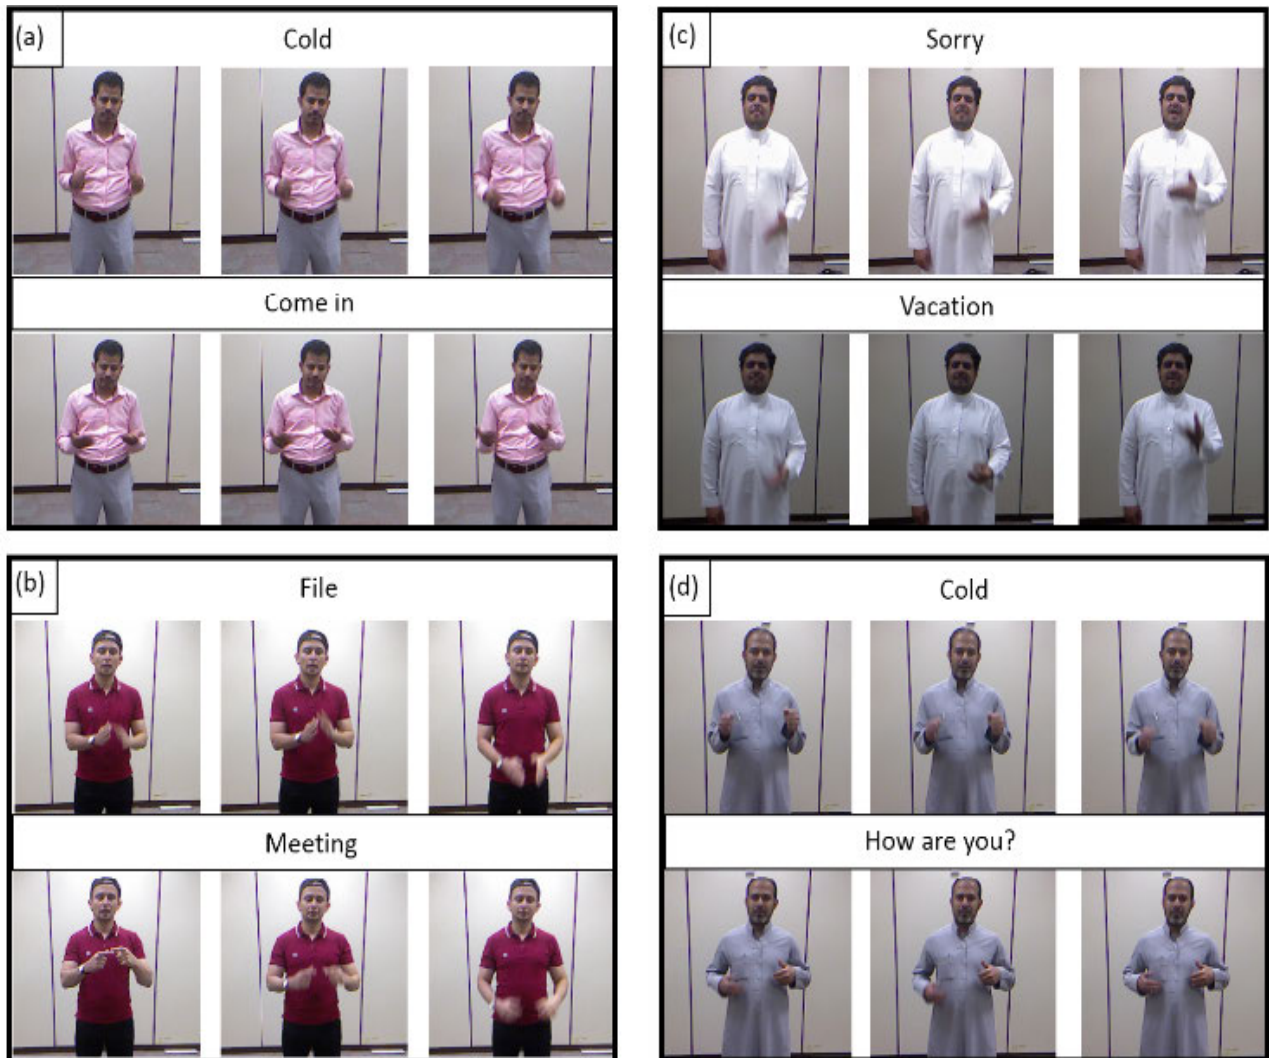 (a)
Cold
Come in
(b)
File
Meeting
(c)
Sorry
Vacation
(d)
Cold
How are you?